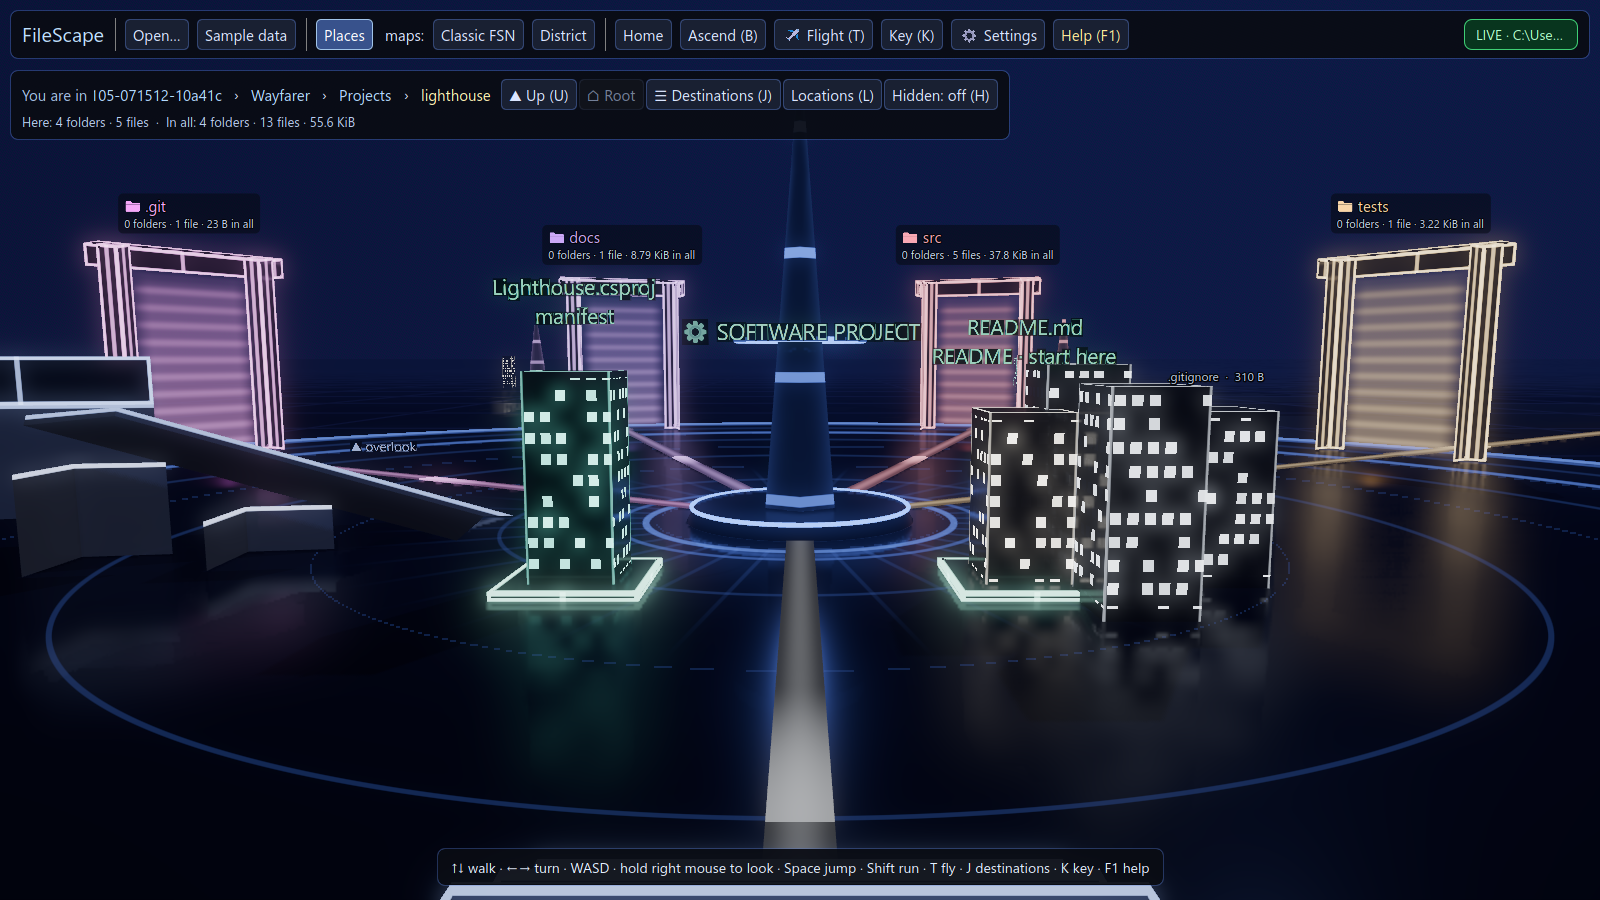 FileScape Open... Sample data Places maps: Classic FSN District Home Ascend (B) Flight (T) Key (K) Settings Help (F1) LIVE · C:\Use...
You are in 105-071512-10a41c › Wayfarer › Projects › lighthouse ▲ Up (U) Root ☰ Destinations (J) Locations (L) Hidden: off (H)
Here: 4 folders · 5 files · In all: 4 folders · 13 files · 55.6 KiB
.git
0 folders · 1 file · 23 B in all
tests
0 folders · 1 file · 3.22 KiB in all
docs
0 folders · 1 file · 8.79 KiB in all
src
0 folders · 5 files · 37.8 KiB in all
Lighthouse.csproj
manifest
SOFTWARE PROJECT
README.md
README · start here
.gitignore · 310 B
▲ overlook
↑↓ walk · ←→ turn · WASD · hold right mouse to look · Space jump · Shift run · T fly · J destinations · K key · F1 help